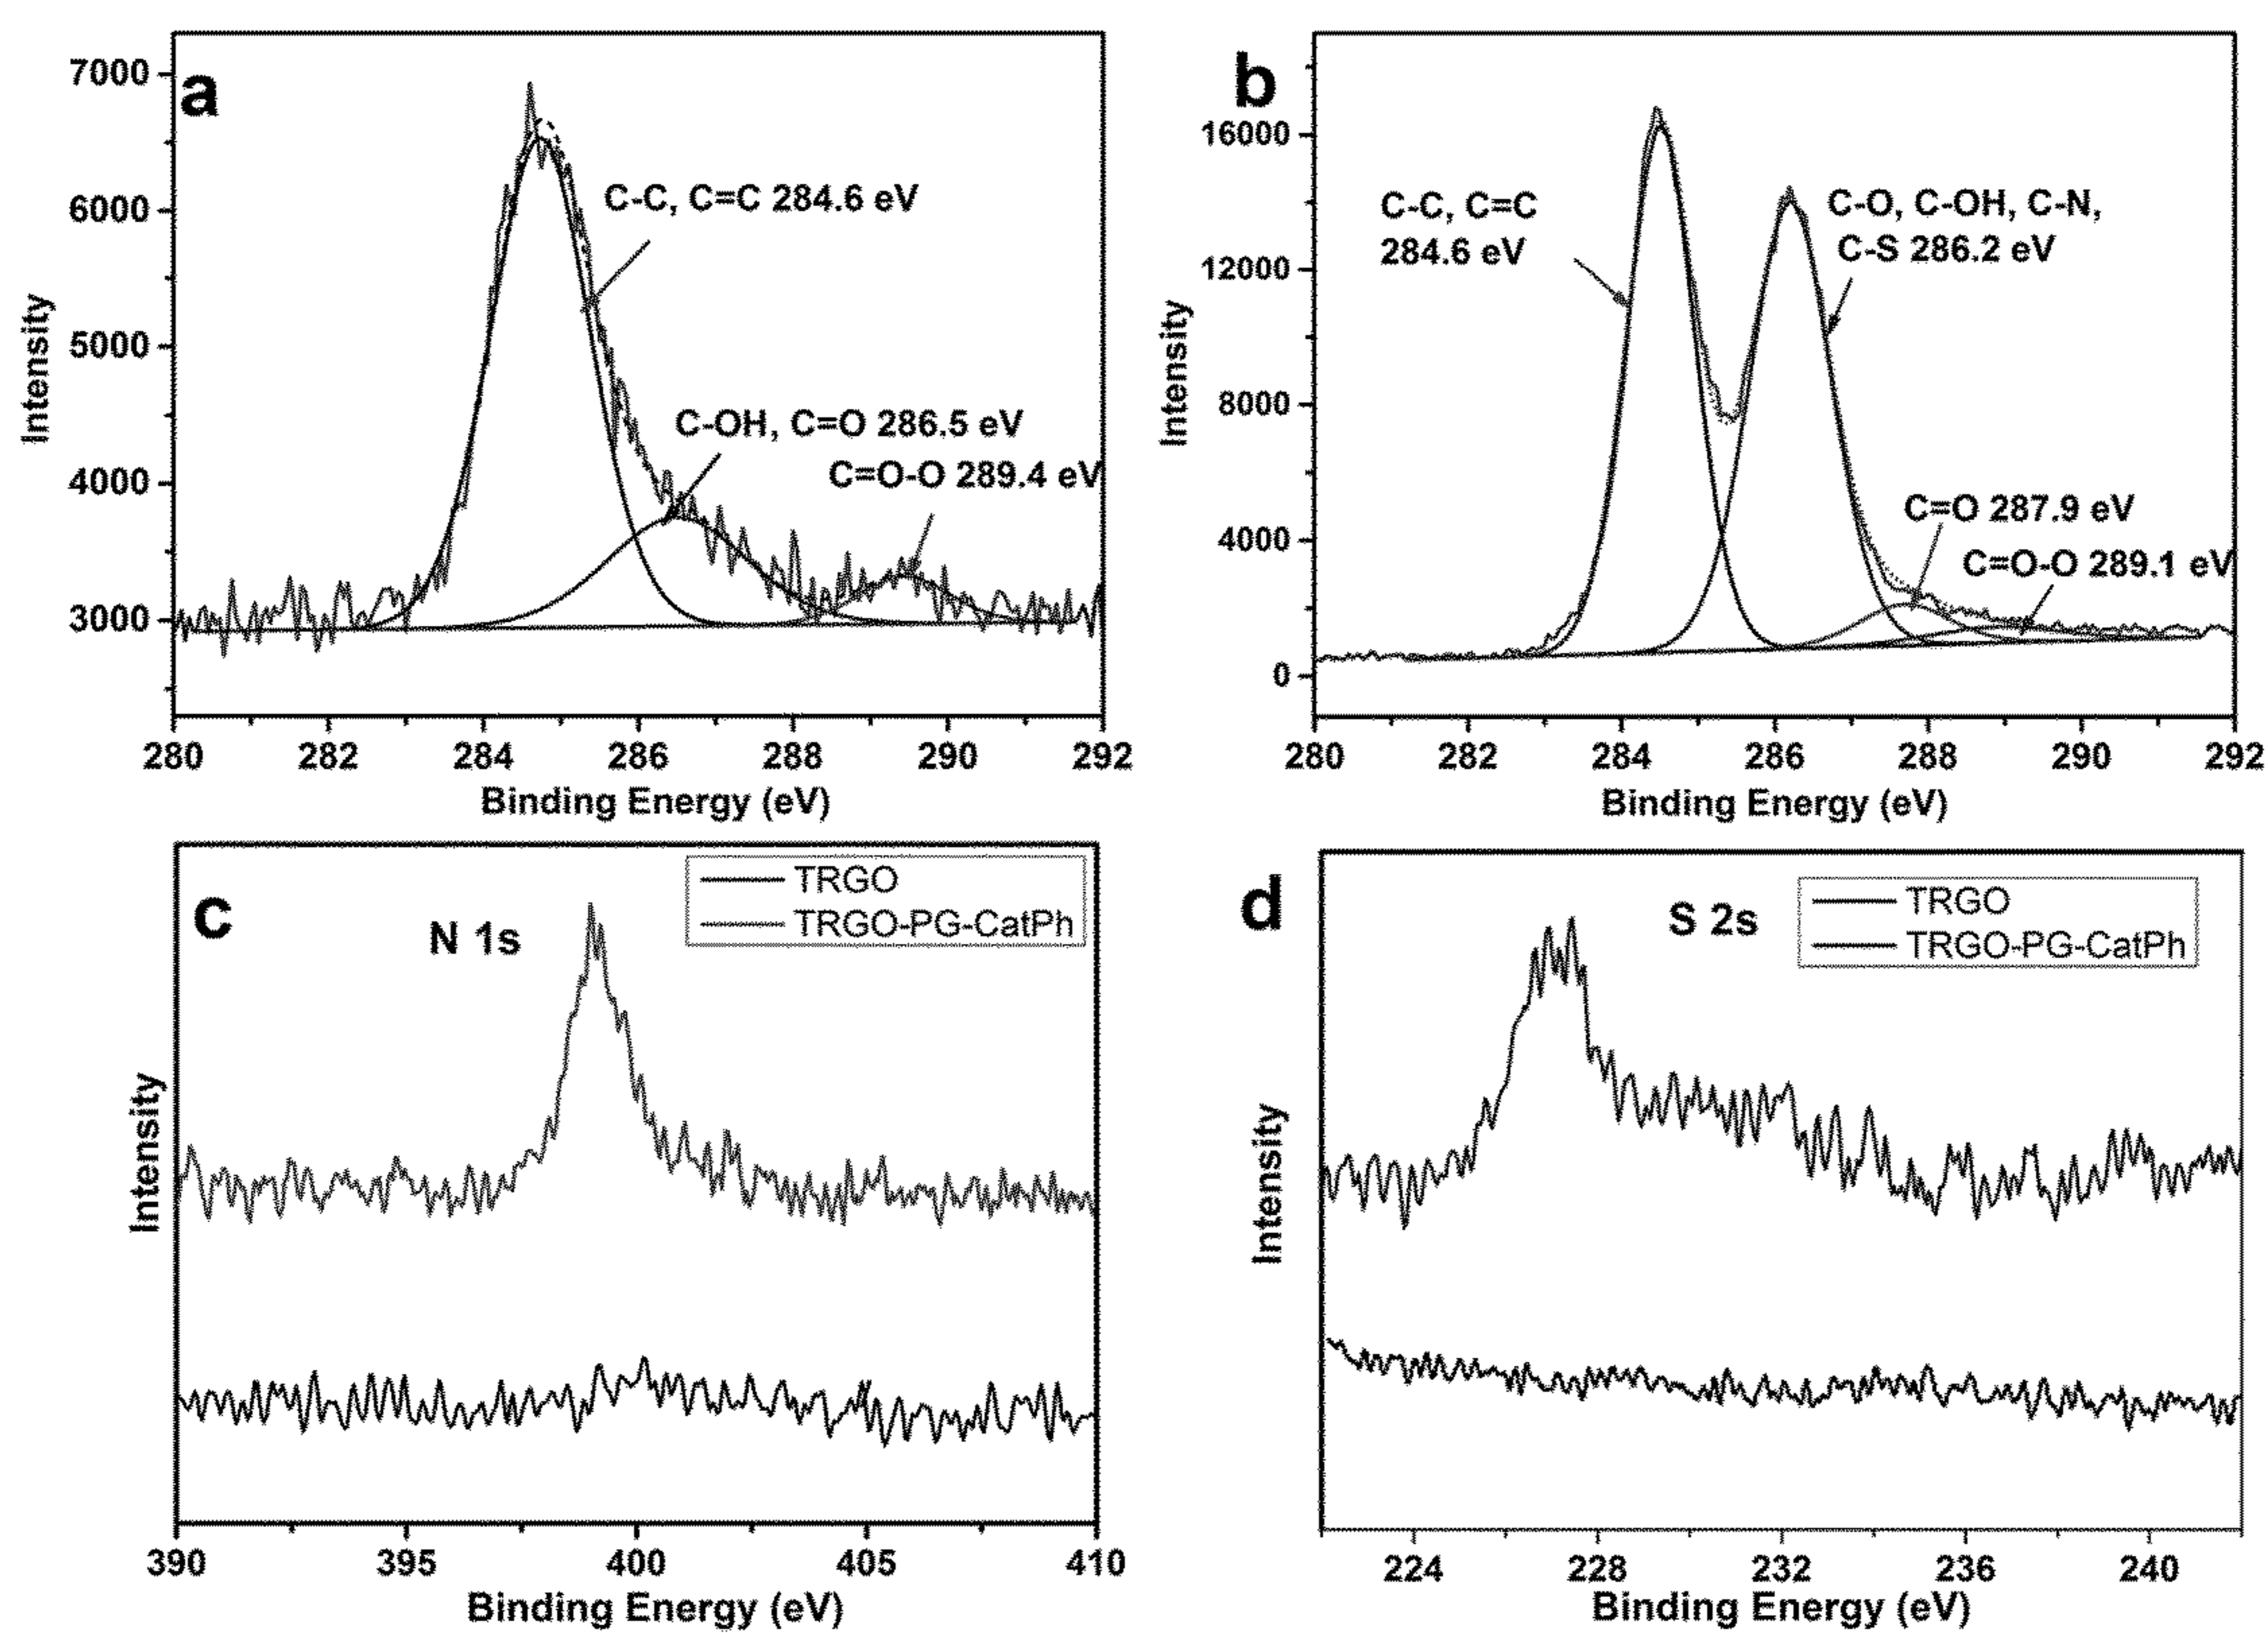 a
7000
6000
5000
4000
3000
Intensity
C-C, C=C 284.6 eV
C-OH, C=O 286.5 eV
C=O-O 289.4 eV
280 282 284 286 288 290 292
Binding Energy (eV)
b
16000
12000
8000
4000
0
Intensity
C-C, C=C
284.6 eV
C-O, C-OH, C-N,
C-S 286.2 eV
C=O 287.9 eV
C=O-O 289.1 eV
280 282 284 286 288 290 292
Binding Energy (eV)
c
N 1s
TRGO
TRGO-PG-CatPh
Intensity
390 395 400 405 410
Binding Energy (eV)
d
S 2s
TRGO
TRGO-PG-CatPh
Intensity
224 228 232 236 240
Binding Energy (eV)